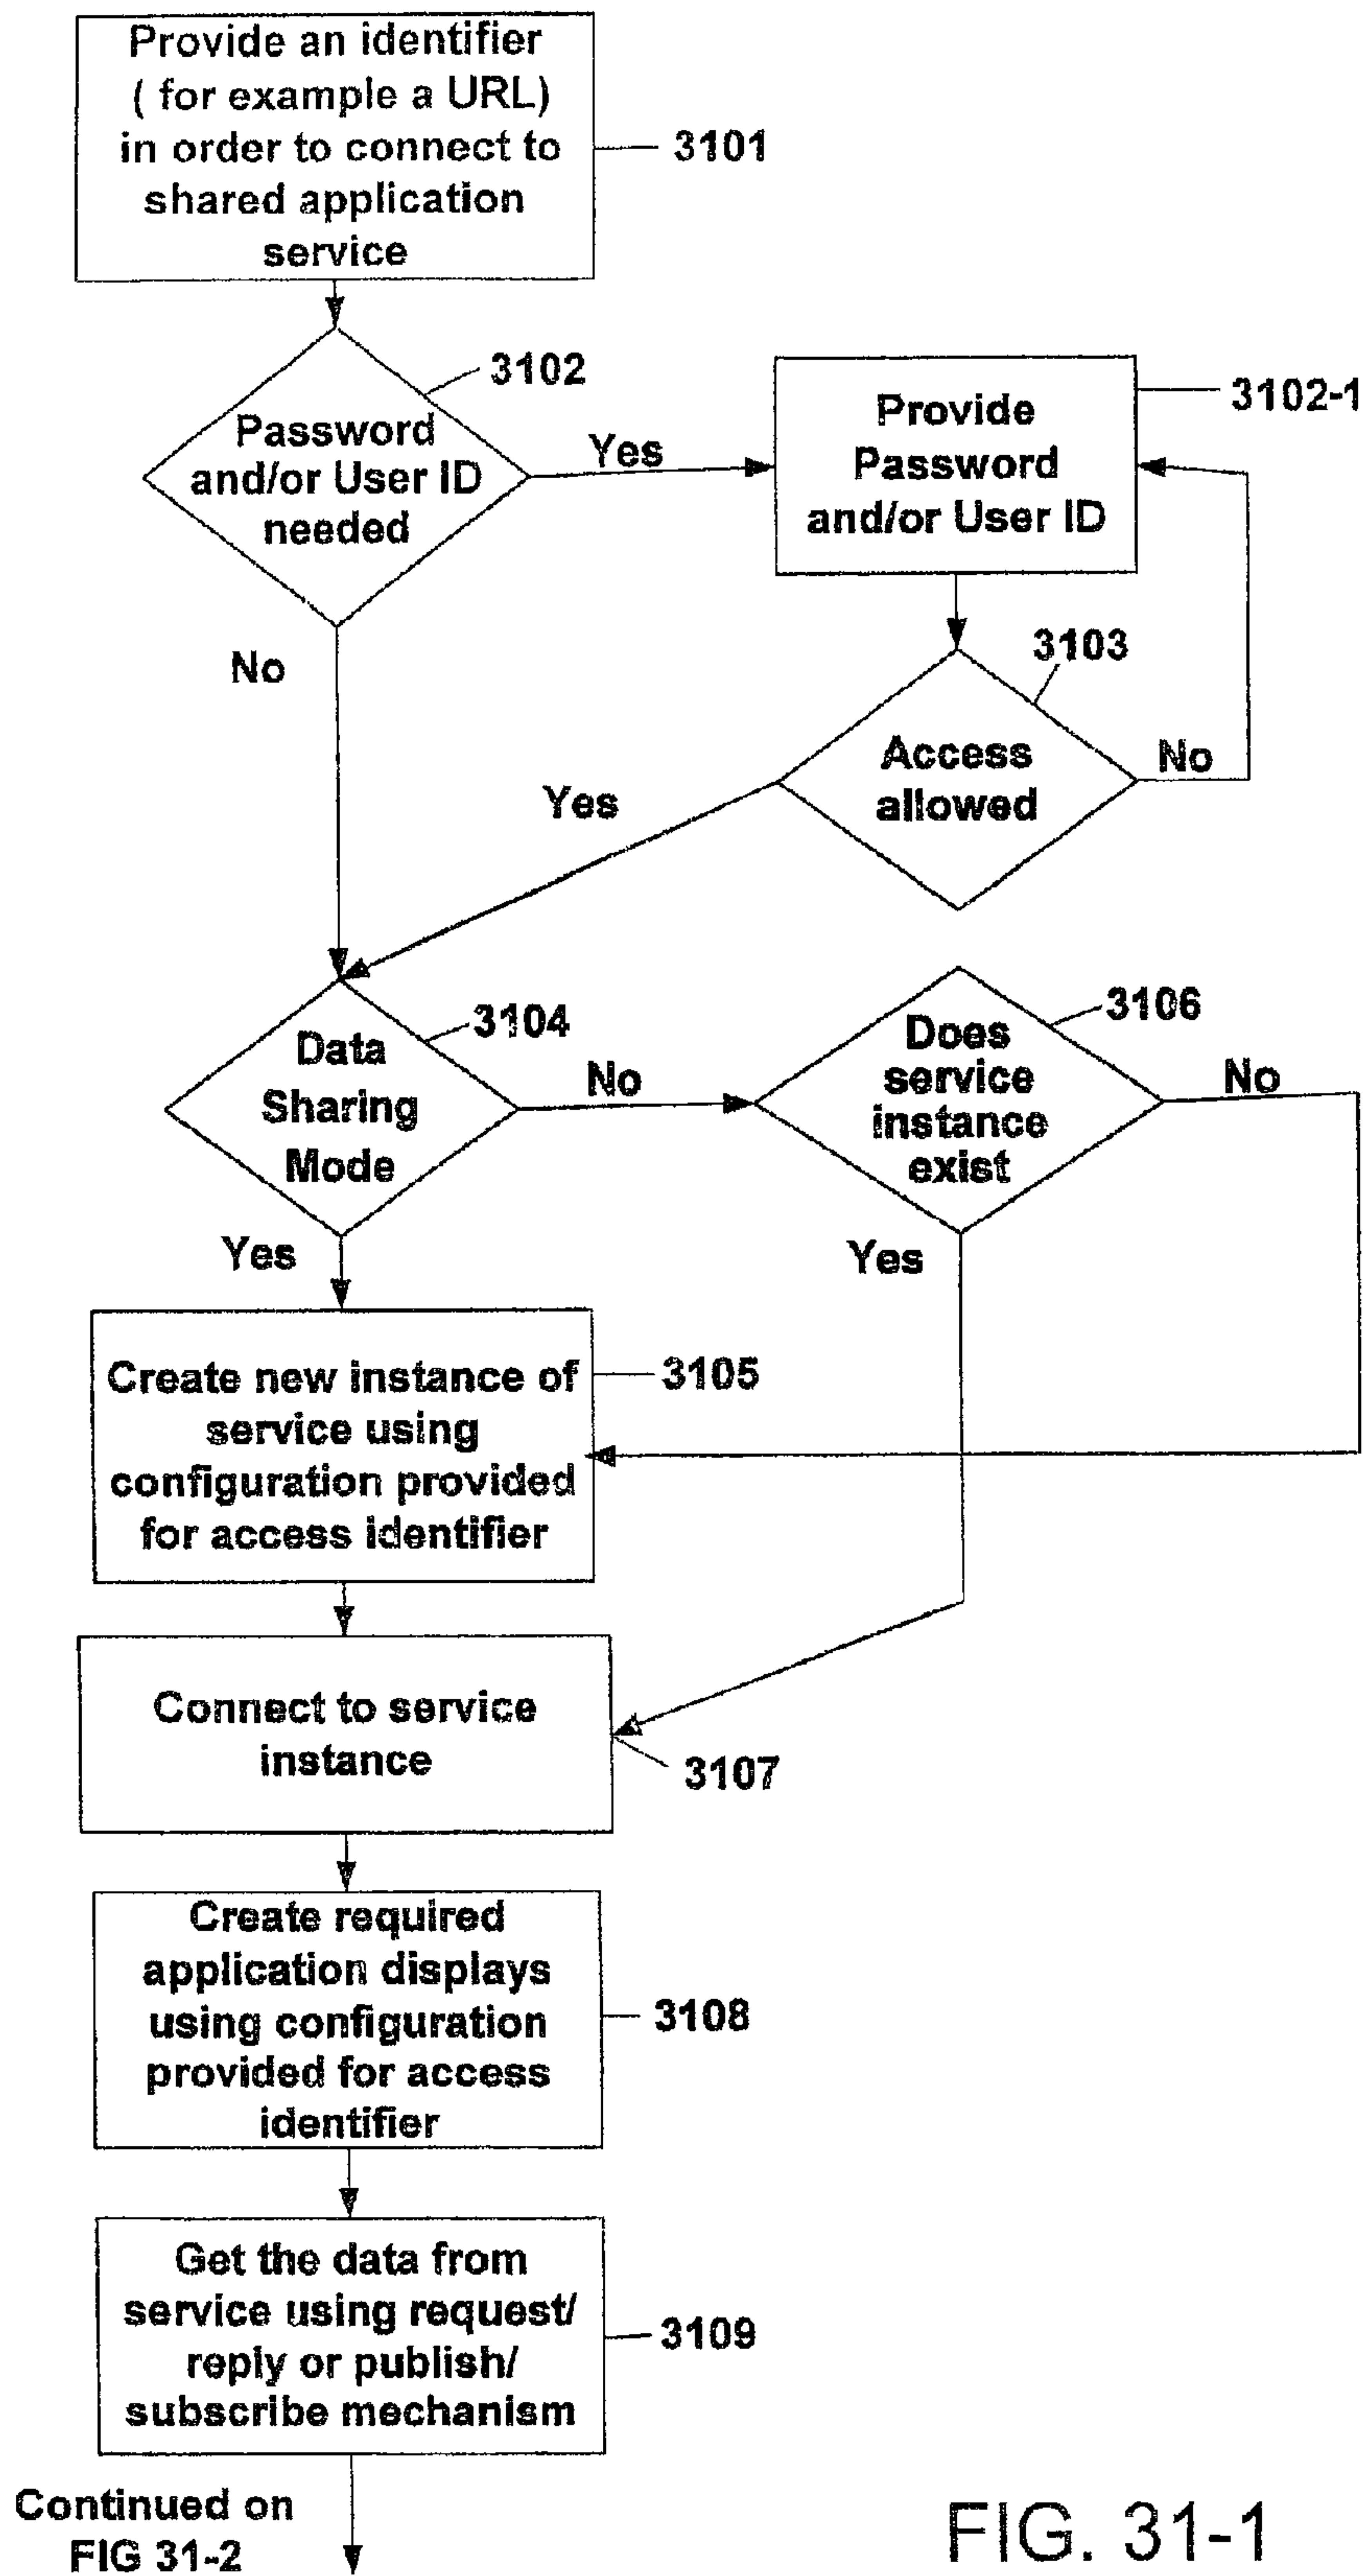 Provide an identifier
( for example a URL)
in order to connect to
shared application
service
3101
3102
Password
and/or User ID
needed
Yes
Provide
Password
and/or User ID
3102-1
No
3103
Access
allowed
No
Yes
3104
Data
Sharing
Mode
No
3106
Does
service
instance
exist
No
Yes
Yes
Create new instance of
service using
configuration provided
for access identifier
3105
Connect to service
instance
3107
Create required
application displays
using configuration
provided for access
identifier
3108
Get the data from
service using request/
reply or publish/
subscribe mechanism
3109
Continued on
FIG 31-2
FIG. 31-1